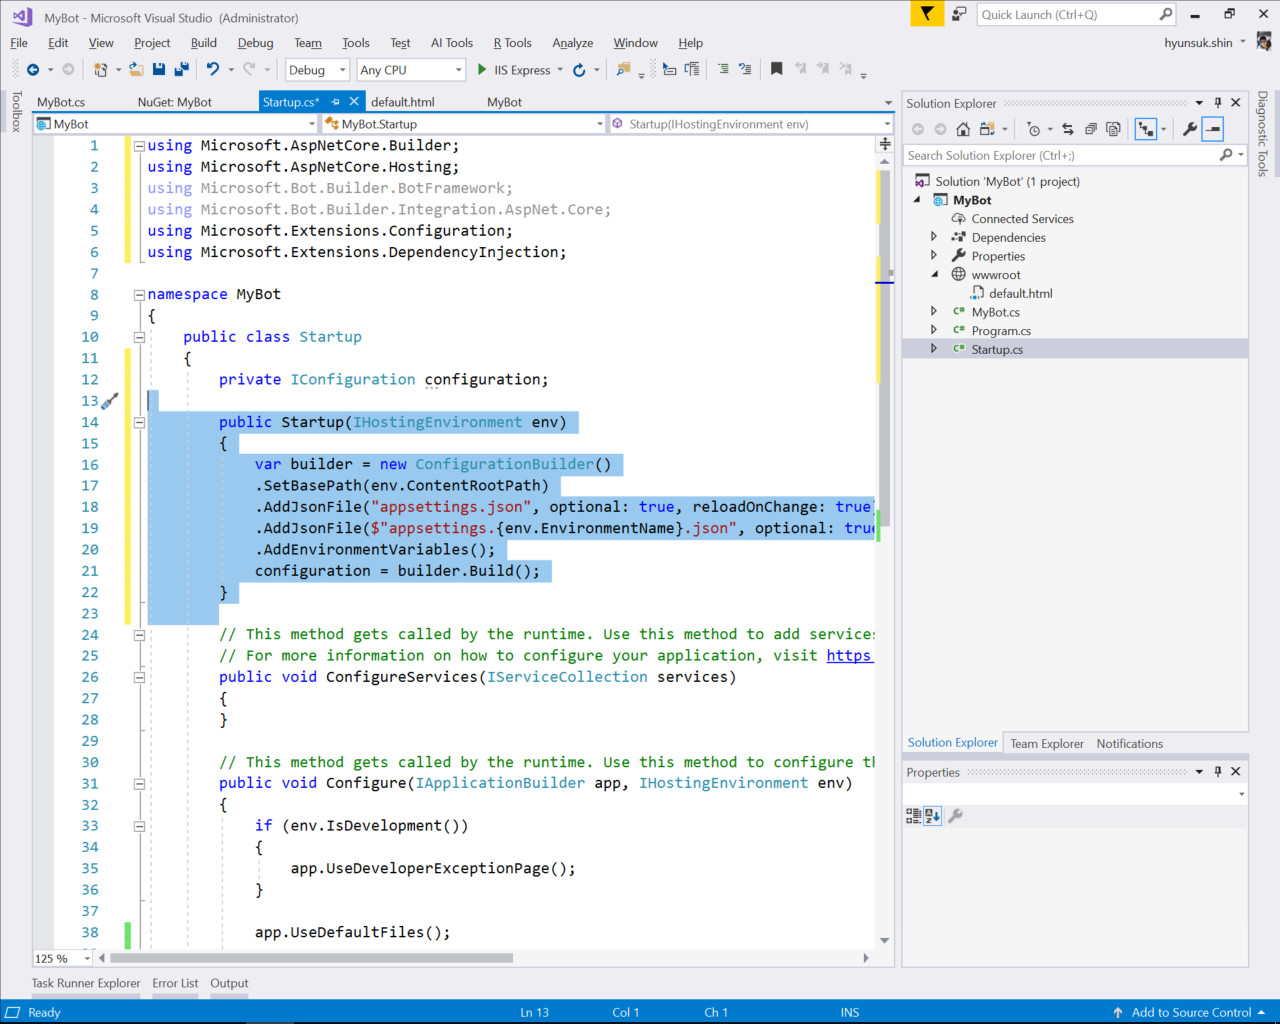 MyBot - Microsoft Visual Studio  (Administrator)
Quick Launch (Ctrl+Q)
File Edit View Project Build Debug Team Tools Test AI Tools R Tools Analyze Window Help
hyunsuk.shin
Debug Any CPU IIS Express
Toolbox
MyBot.cs NuGet: MyBot Startup.cs* default.html MyBot
MyBot MyBot.Startup Startup(IHostingEnvironment env)
1 using Microsoft.AspNetCore.Builder;
2 using Microsoft.AspNetCore.Hosting;
3 using Microsoft.Bot.Builder.BotFramework;
4 using Microsoft.Bot.Builder.Integration.AspNet.Core;
5 using Microsoft.Extensions.Configuration;
6 using Microsoft.Extensions.DependencyInjection;
7
8 namespace MyBot
9 {
10 public class Startup
11 {
12 private IConfiguration configuration;
13
14 public Startup(IHostingEnvironment env)
15 {
16 var builder = new ConfigurationBuilder()
17 .SetBasePath(env.ContentRootPath)
18 .AddJsonFile("appsettings.json", optional: true, reloadOnChange: true)
19 .AddJsonFile($"appsettings.{env.EnvironmentName}.json", optional: true
20 .AddEnvironmentVariables();
21 configuration = builder.Build();
22 }
23
24 // This method gets called by the runtime. Use this method to add services
25 // For more information on how to configure your application, visit https
26 public void ConfigureServices(IServiceCollection services)
27 {
28 }
29
30 // This method gets called by the runtime. Use this method to configure th
31 public void Configure(IApplicationBuilder app, IHostingEnvironment env)
32 {
33 if (env.IsDevelopment())
34 {
35 app.UseDeveloperExceptionPage();
36 }
37
38 app.UseDefaultFiles();
125 %
Solution Explorer
Search Solution Explorer (Ctrl+;)
Solution 'MyBot' (1 project)
MyBot
Connected Services
Dependencies
Properties
wwwroot
default.html
MyBot.cs
Program.cs
Startup.cs
Solution Explorer Team Explorer Notifications
Properties
Diagnostic Tools
Task Runner Explorer Error List Output
Ready Ln 13 Col 1 Ch 1 INS Add to Source Control